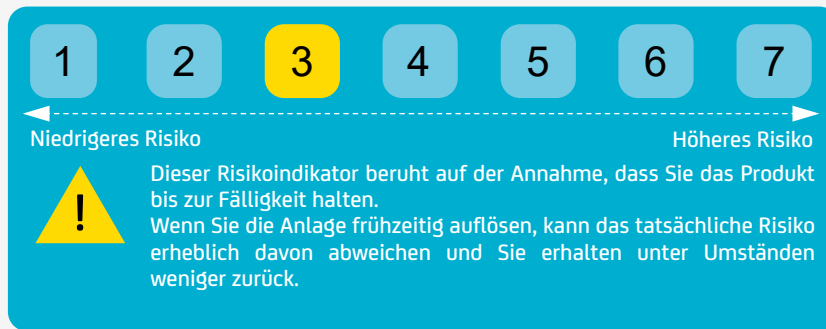 1 2 3 4 5 6 7
Niedrigeres Risiko Höheres Risiko
!
Dieser Risikoindikator beruht auf der Annahme, dass Sie das Produkt
bis zur Fälligkeit halten.
Wenn Sie die Anlage frühzeitig auflösen, kann das tatsächliche Risiko
erheblich davon abweichen und Sie erhalten unter Umständen
weniger zurück.